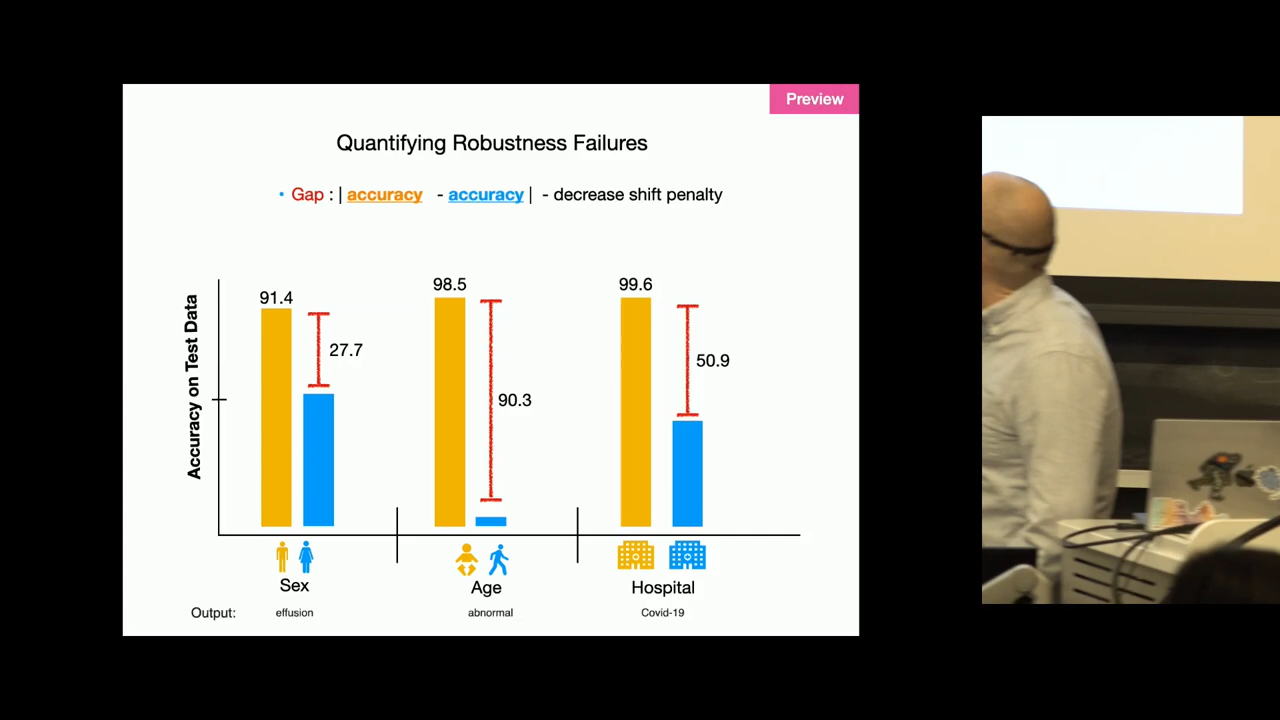 Preview
Quantifying Robustness Failures
• Gap : | accuracy - accuracy | - decrease shift penalty
Accuracy on Test Data
91.4
27.7
98.5
90.3
99.6
50.9
Sex
Age
Hospital
Output: effusion abnormal Covid-19